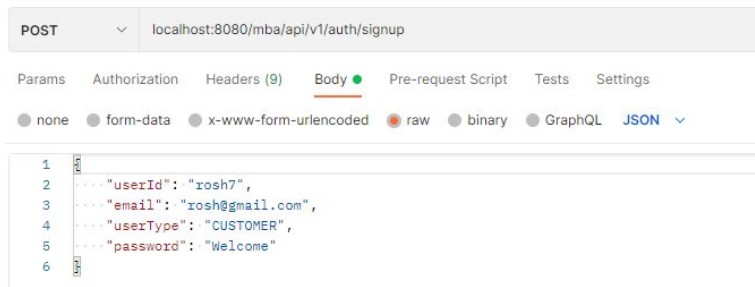 POST localhost:8080/mba/api/v1/auth/signup
Params Authorization Headers (9) Body Pre-request Script Tests Settings
none form-data x-www-form-urlencoded raw binary GraphQL JSON
1 {
2 "userId": "rosh7",
3 "email": "rosh@gmail.com",
4 "userType": "CUSTOMER",
5 "password": "Welcome"
6 }